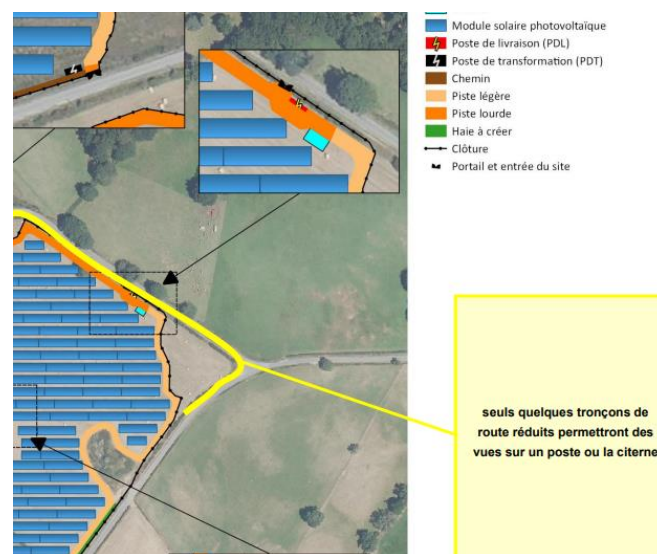 Module solaire photovoltaïque
Poste de livraison (PDL)
Poste de transformation (PDT)
Chemin
Piste légère
Piste lourde
Haie à créer
Clôture
Portail et entrée du site
seuls quelques tronçons de
route réduits permettront des
vues sur un poste ou la citerne